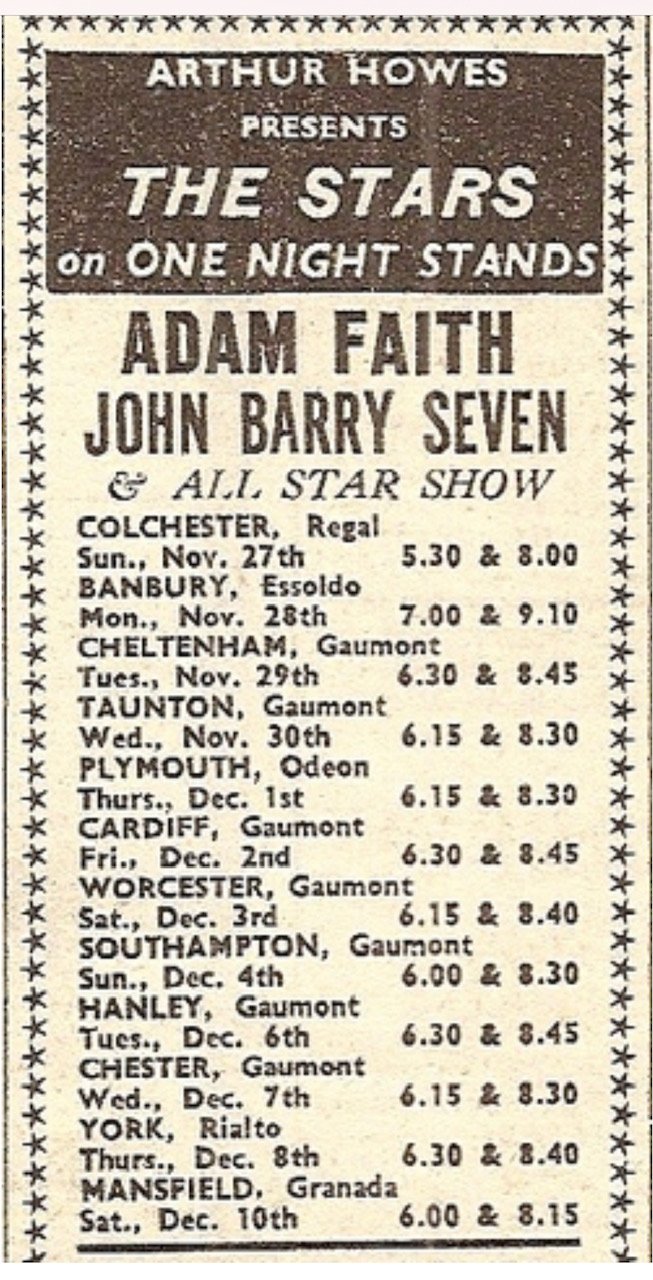 ARTHUR HOWES
PRESENTS
THE STARS
on ONE NIGHT STANDS
ADAM FAITH
JOHN BARRY SEVEN
& ALL STAR SHOW
COLCHESTER, Regal
Sun., Nov. 27th 5.30 & 8.00
BANBURY, Essoldo
Mon., Nov. 28th 7.00 & 9.10
CHELTENHAM, Gaumont
Tues., Nov. 29th 6.30 & 8.45
TAUNTON, Gaumont
Wed., Nov. 30th 6.15 & 8.30
PLYMOUTH, Odeon
Thurs., Dec. 1st 6.15 & 8.30
CARDIFF, Gaumont
Fri., Dec. 2nd 6.30 & 8.45
WORCESTER, Gaumont
Sat., Dec. 3rd 6.15 & 8.40
SOUTHAMPTON, Gaumont
Sun., Dec. 4th 6.00 & 8.30
HANLEY, Gaumont
Tues., Dec. 6th 6.30 & 8.45
CHESTER, Gaumont
Wed., Dec. 7th 6.15 & 8.30
YORK, Rialto
Thurs., Dec. 8th 6.30 & 8.40
MANSFIELD, Granada
Sat., Dec. 10th 6.00 & 8.15